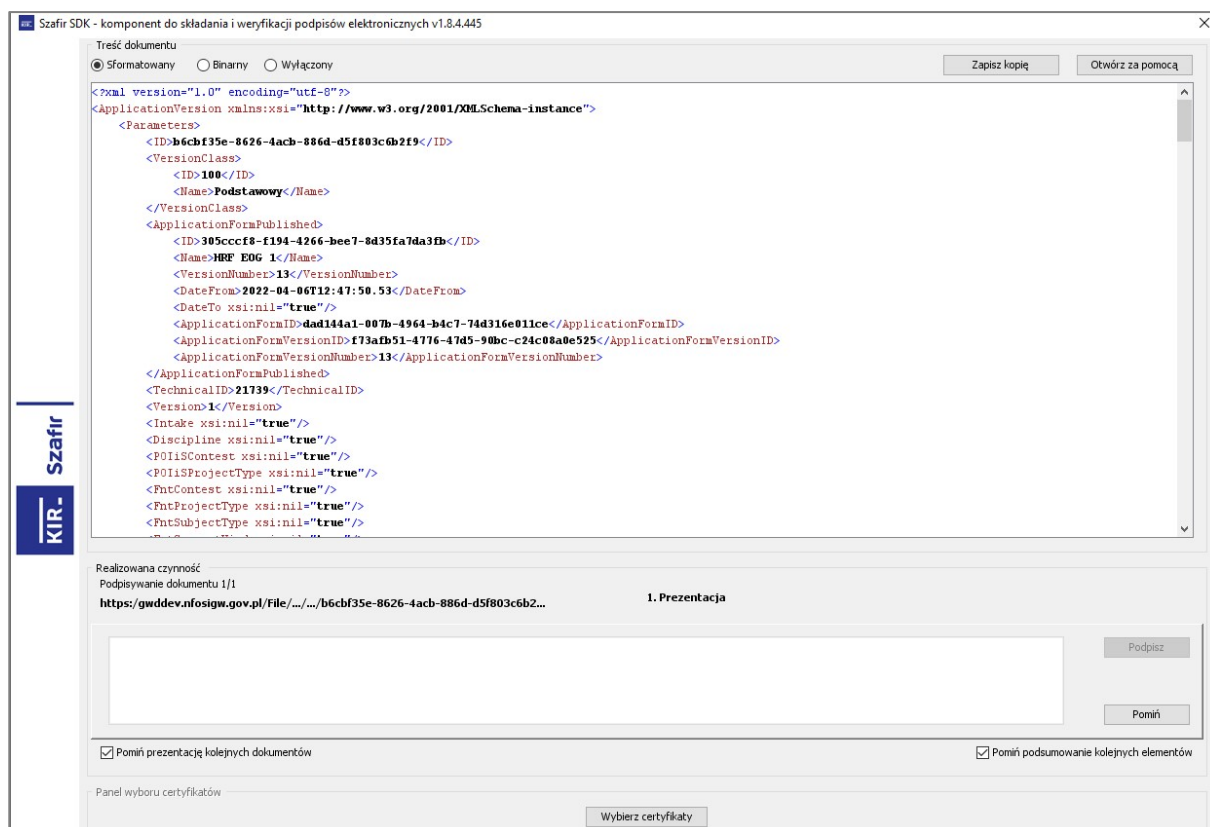 Szafir SDK - komponent do składania i weryfikacji podpisów elektronicznych v1.8.4.445
Treść dokumentu
Sformatowany Binarny Wyłączony Zapisz kopię Otwórz za pomocą
<?xml version="1.0" encoding="utf-8"?>
<ApplicationVersion xmlns:xsi="http://www.w3.org/2001/XMLSchema-instance">
<Parameters>
<ID>b6cbf35e-8626-4acb-886d-d5f803c6b2f9</ID>
<VersionClass>
<ID>100</ID>
<Name>Podstawowy</Name>
</VersionClass>
<ApplicationFormPublished>
<ID>305cccf8-f194-4266-bee7-8d35fa7da3fb</ID>
<Name>HRF EOG 1</Name>
<VersionNumber>13</VersionNumber>
<DateFrom>2022-04-06T12:47:50.53</DateFrom>
<DateTo xsi:nil="true"/>
<ApplicationFormID>dad144a1-007b-4964-b4c7-74d316e011ce</ApplicationFormID>
<ApplicationFormVersionID>f73afb51-4776-47d5-90bc-c24c08a0e525</ApplicationFormVersionID>
<ApplicationFormVersionNumber>13</ApplicationFormVersionNumber>
</ApplicationFormPublished>
<TechnicalID>21739</TechnicalID>
<Version>1</Version>
<Intake xsi:nil="true"/>
<Discipline xsi:nil="true"/>
<POIiSContest xsi:nil="true"/>
<POIiSProjectType xsi:nil="true"/>
<FntContest xsi:nil="true"/>
<FntProjectType xsi:nil="true"/>
<FntSubjectType xsi:nil="true"/>
KIR. Szafir
Realizowana czynność
Podpisywanie dokumentu 1/1
https:/gwddev.nfosigw.gov.pl/File/.../.../b6cbf35e-8626-4acb-886d-d5f803c6b2... 1. Prezentacja
Podpisz
Pomiń
Pomiń prezentację kolejnych dokumentów Pomiń podsumowanie kolejnych elementów
Panel wyboru certyfikatów
Wybierz certyfikaty